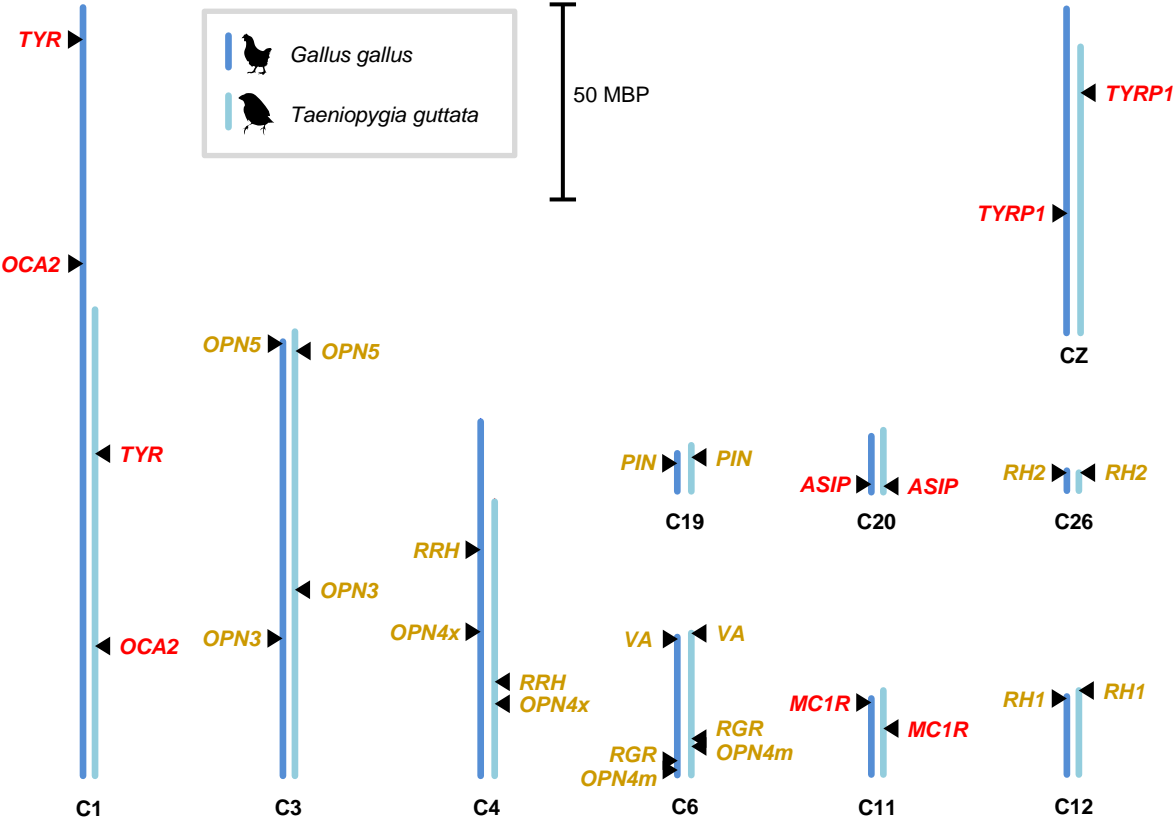 TYR
Gallus gallus
Taeniopygia guttata
50 MBP
TYRP1
TYRP1
CZ
OCA2
TYR
OCA2
C1
OPN5
OPN5
OPN3
OPN3
C3
RRH
OPN4x
RRH
OPN4x
C4
PIN
PIN
C19
ASIP
ASIP
C20
RH2
RH2
C26
VA
VA
RGR
OPN4m
RGR
OPN4m
C6
MC1R
MC1R
C11
RH1
RH1
C12